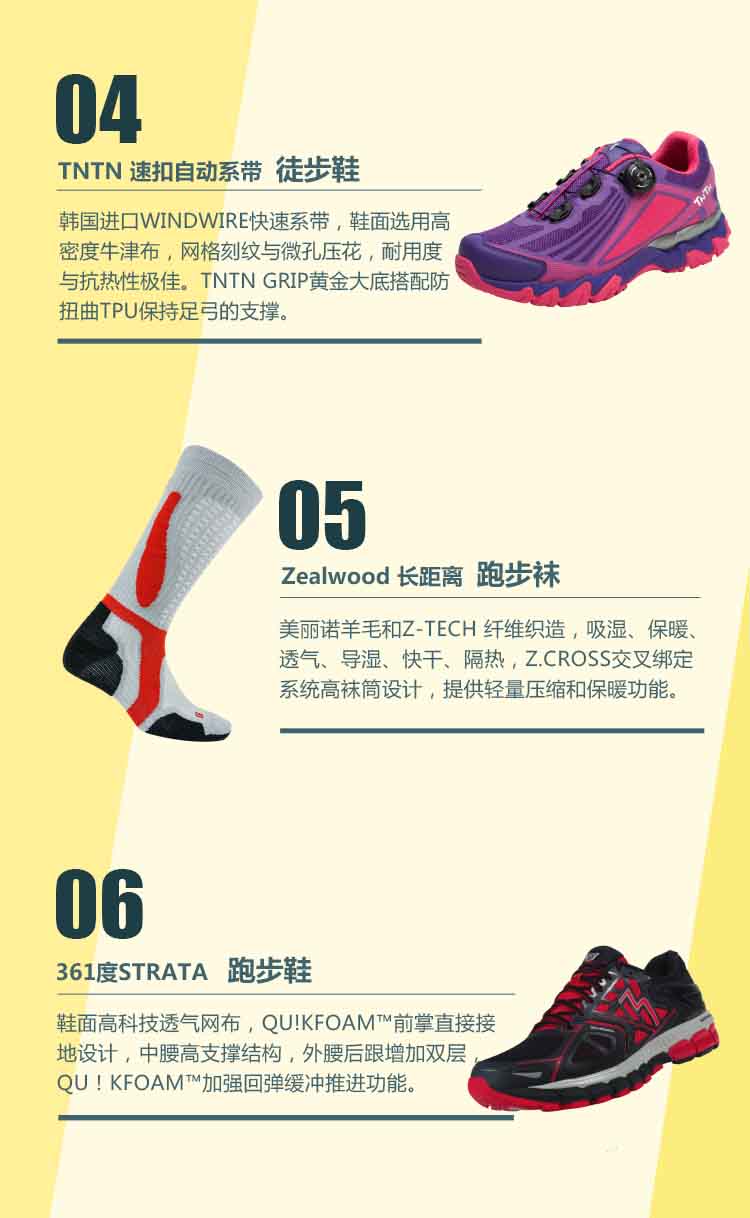 04
TNTN 速扣自动系带 徒步鞋
韩国进口WINDWIRE快速系带，鞋面选用高
密度牛津布，网格刻纹与微孔压花，耐用度
与抗热性极佳。TNTN GRIP黄金大底搭配防
扭曲TPU保持足弓的支撑。
TNTN
05
Zealwood 长距离 跑步袜
美丽诺羊毛和Z-TECH 纤维织造，吸湿、保暖、
透气、导湿、快干、隔热，Z.CROSS交叉绑定
系统高袜筒设计，提供轻量压缩和保暖功能。
06
361度STRATA 跑步鞋
鞋面高科技透气网布，QU!KFOAM™前掌直接接
地设计，中腰高支撑结构，外腰后跟增加双层，
QU！KFOAM™加强回弹缓冲推进功能。